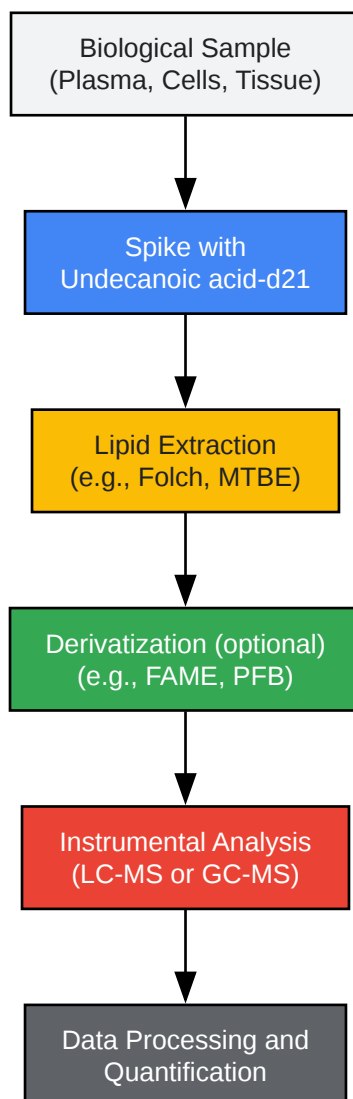 Biological Sample
(Plasma, Cells, Tissue)
Spike with
Undecanoic acid-d21
Lipid Extraction
(e.g., Folch, MTBE)
Derivatization (optional)
(e.g., FAME, PFB)
Instrumental Analysis
(LC-MS or GC-MS)
Data Processing and
Quantification